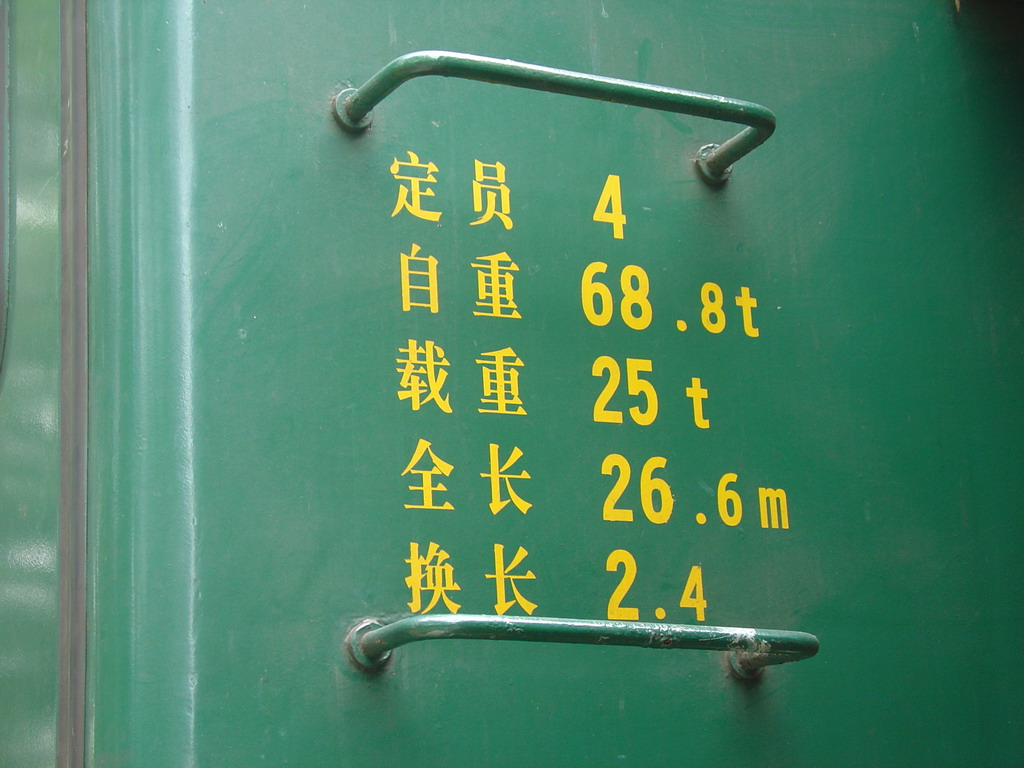 定员 4
自重 68.8t
载重 25t
全长 26.6m
换长 2.4